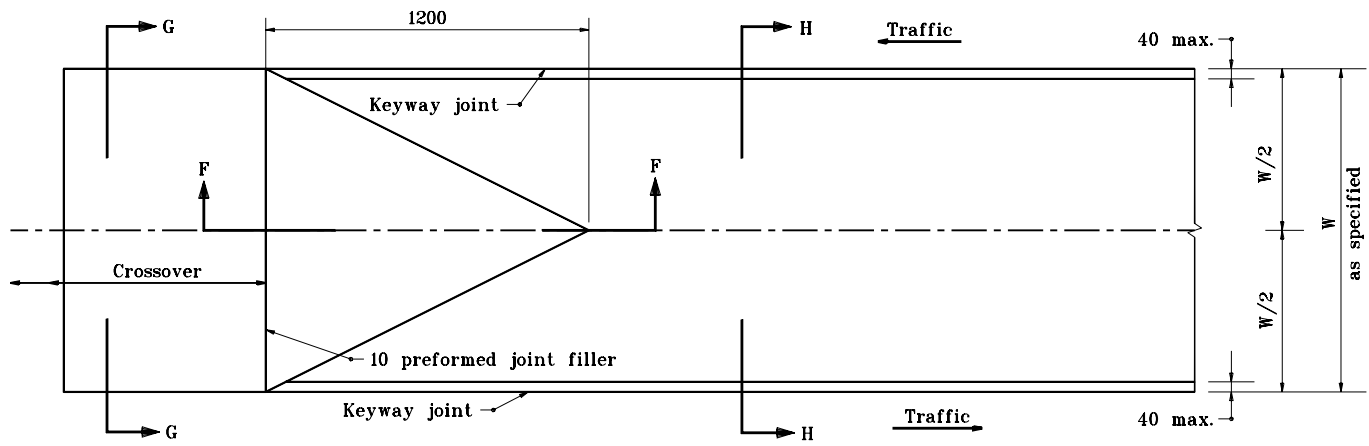 1200
G
H
Traffic
40 max.
Keyway joint
F
F
W/2
W
as specified
Crossover
W/2
10 preformed joint filler
Keyway joint
Traffic
40 max.
G
H